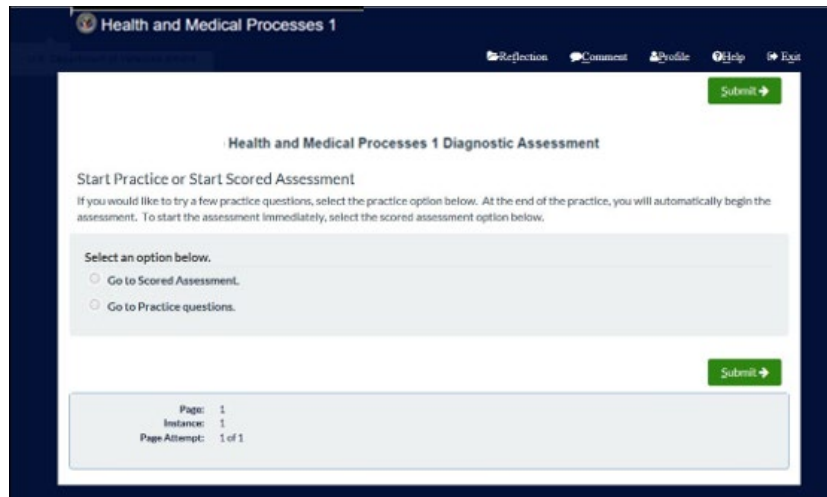 Health and Medical Processes 1
Reflection Comment Profile Help Exit
Submit
Health and Medical Processes 1 Diagnostic Assessment
Start Practice or Start Scored Assessment
If you would like to try a few practice questions, select the practice option below. At the end of the practice, you will automatically begin the
assessment. To start the assessment immediately, select the scored assessment option below.
Select an option below.
Go to Scored Assessment.
Go to Practice questions.
Submit
Page: 1
Instance: 1
Page Attempt: 1 of 1